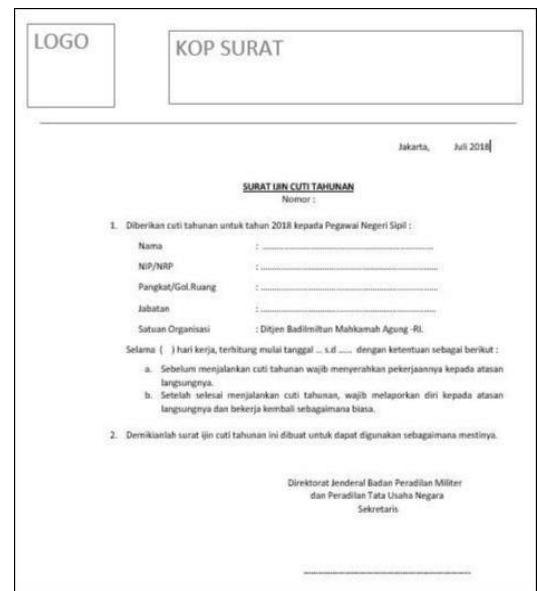 LOGO
KOP SURAT
Jakarta, Juli 2018
SURAT IJIN CUTI TAHUNAN
Nomor :
1. Diberikan cuti tahunan untuk tahun 2018 kepada Pegawai Negeri Sipil :
Nama : ......................................................
NIP/NRP : ......................................................
Pangkat/Gol.Ruang : ......................................................
Jabatan : ......................................................
Satuan Organisasi : Ditjen Badilmiltun Mahkamah Agung -RI.
Selama ( ) hari kerja, terhitung mulai tanggal ... s.d ...... dengan ketentuan sebagai berikut :
a. Sebelum menjalankan cuti tahunan wajib menyerahkan pekerjaannya kepada atasan
langsungnya.
b. Setelah selesai menjalankan cuti tahunan, wajib melaporkan diri kepada atasan
langsungnya dan bekerja kembali sebagaimana biasa.
2. Demikianlah surat ijin cuti tahunan ini dibuat untuk dapat digunakan sebagaimana mestinya.
Direktorat Jenderal Badan Peradilan Militer
dan Peradilan Tata Usaha Negara
Sekretaris
......................................................